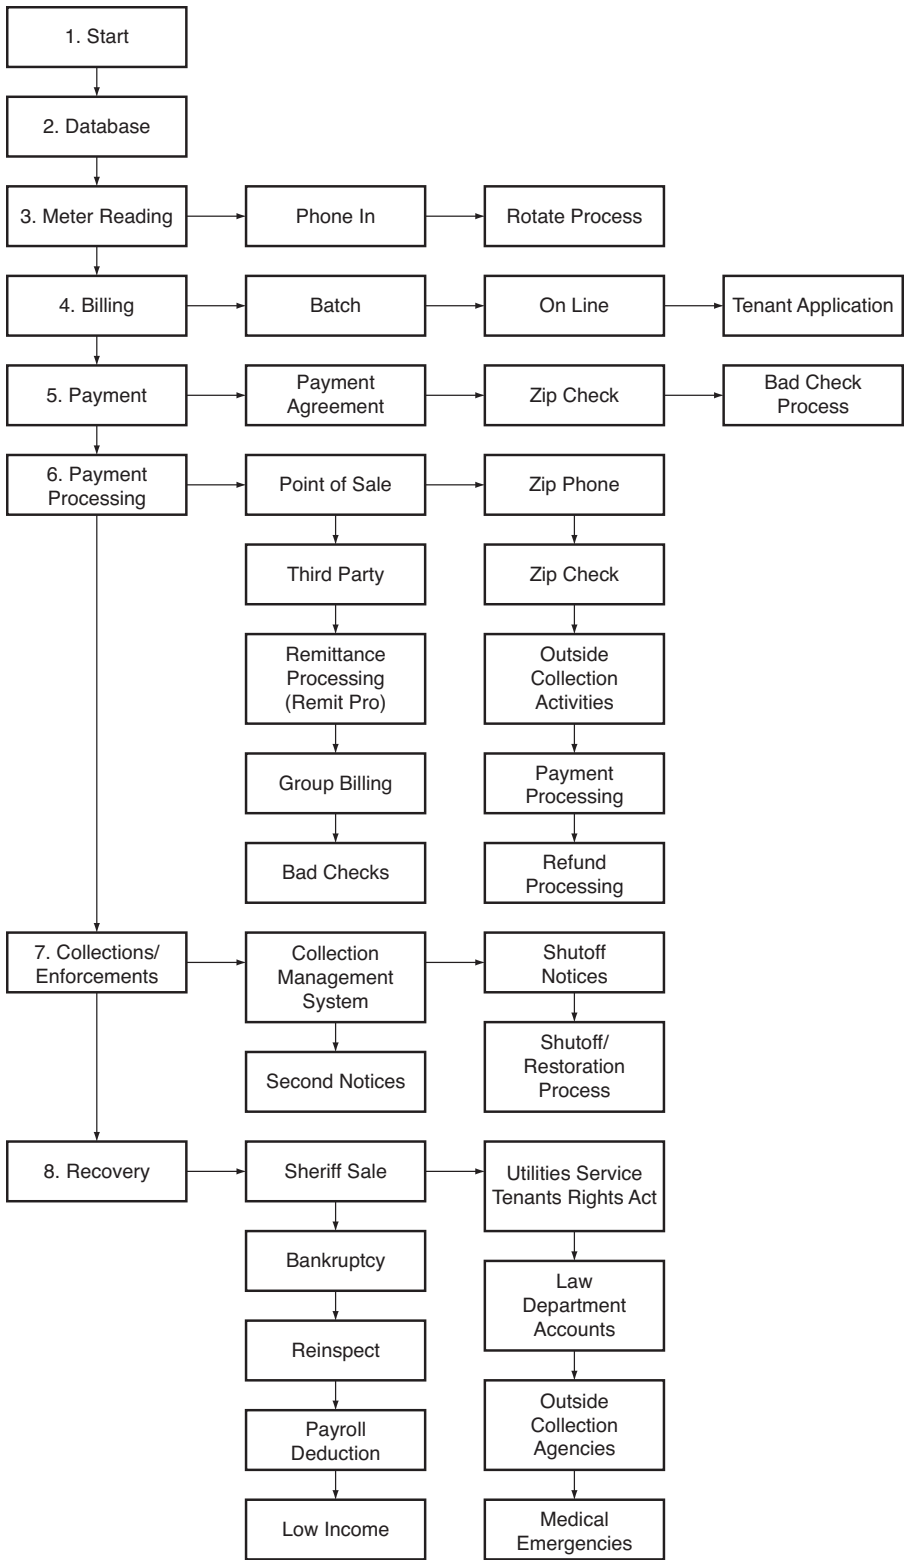 1. Start
2. Database
3. Meter Reading
Phone In
Rotate Process
4. Billing
Batch
On Line
Tenant Application
5. Payment
Payment
Agreement
Zip Check
Bad Check
Process
6. Payment
Processing
Point of Sale
Zip Phone
Third Party
Zip Check
Remittance
Processing
(Remit Pro)
Outside
Collection
Activities
Group Billing
Payment
Processing
Bad Checks
Refund
Processing
7. Collections/
Enforcements
Collection
Management
System
Shutoff
Notices
Second Notices
Shutoff/
Restoration
Process
8. Recovery
Sheriff Sale
Utilities Service
Tenants Rights Act
Bankruptcy
Law
Department
Accounts
Reinspect
Payroll
Deduction
Outside
Collection
Agencies
Low Income
Medical
Emergencies